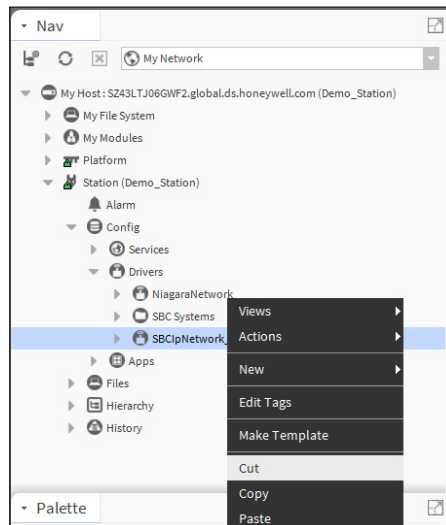 Nav
My Network
My Host : SZ43LTJ06GWF2.global.ds.honeywell.com (Demo_Station)
My File System
My Modules
Platform
Station (Demo_Station)
Alarm
Config
Services
Drivers
NiagaraNetwork
SBC Systems
SBCIpNetwork_
Apps
Files
Hierarchy
History
Views
Actions
New
Edit Tags
Make Template
Cut
Copy
Paste
Palette